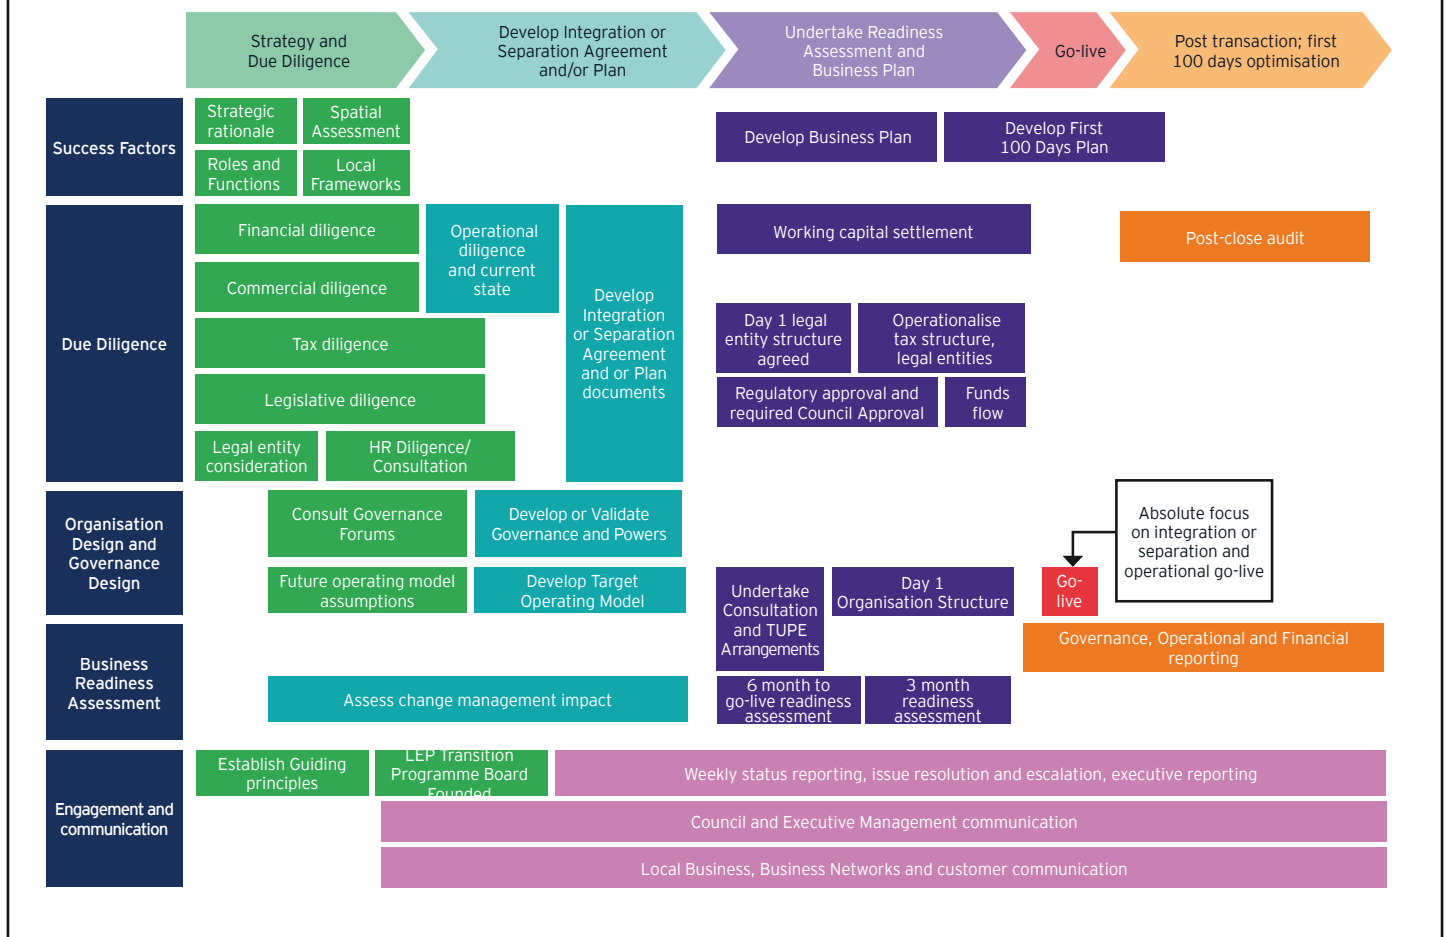 Strategy and
Due Diligence
Develop Integration or
Separation Agreement
and/or Plan
Undertake Readiness
Assessment and
Business Plan
Go-live
Post transaction; first
100 days optimisation
Success Factors
Strategic
rationale
Spatial
Assessment
Roles and
Functions
Local
Frameworks
Develop Business Plan
Develop First
100 Days Plan
Due Diligence
Financial diligence
Commercial diligence
Tax diligence
Legislative diligence
Legal entity
consideration
HR Diligence/
Consultation
Operational
diligence
and current
state
Develop
Integration
or Separation
Agreement
and or Plan
documents
Working capital settlement
Day 1 legal
entity structure
agreed
Operationalise
tax structure,
legal entities
Regulatory approval and
required Council Approval
Funds
flow
Post-close audit
Organisation
Design and
Governance
Design
Consult Governance
Forums
Develop or Validate
Governance and Powers
Future operating model
assumptions
Develop Target
Operating Model
Undertake
Consultation
and TUPE
Arrangements
Day 1
Organisation Structure
Go-
live
Absolute focus
on integration or
separation and
operational go-live
Business
Readiness
Assessment
Governance, Operational and Financial
reporting
Assess change management impact
6 month to
go-live readiness
assessment
3 month
readiness
assessment
Engagement and
communication
Establish Guiding
principles
LEP Transition
Programme Board
Founded
Weekly status reporting, issue resolution and escalation, executive reporting
Council and Executive Management communication
Local Business, Business Networks and customer communication